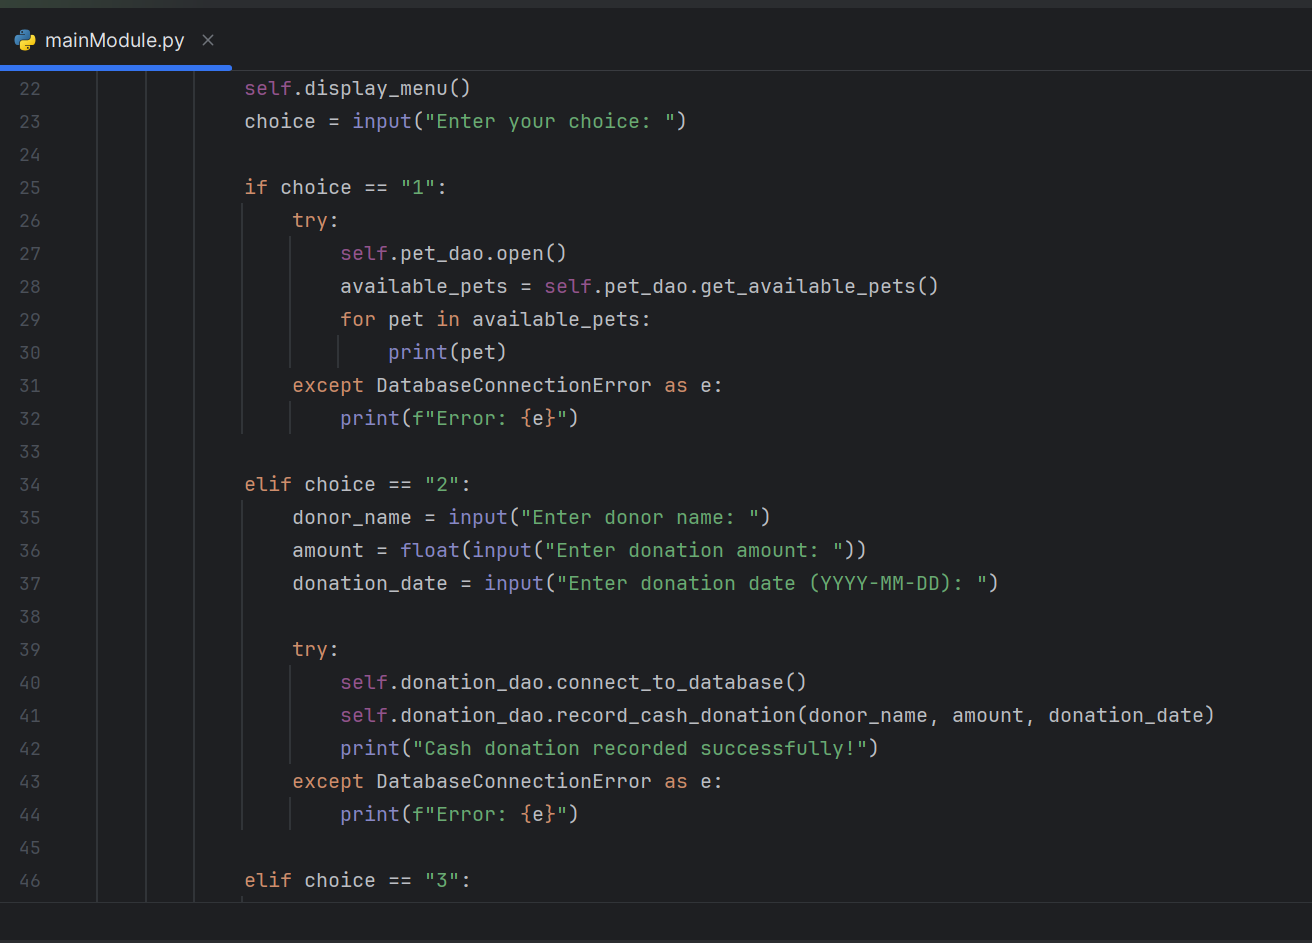 mainModule.py
22 self.display_menu()
23 choice = input("Enter your choice: ")
24
25 if choice == "1":
26 try:
27 self.pet_dao.open()
28 available_pets = self.pet_dao.get_available_pets()
29 for pet in available_pets:
30 print(pet)
31 except DatabaseConnectionError as e:
32 print(f"Error: {e}")
33
34 elif choice == "2":
35 donor_name = input("Enter donor name: ")
36 amount = float(input("Enter donation amount: "))
37 donation_date = input("Enter donation date (YYYY-MM-DD): ")
38
39 try:
40 self.donation_dao.connect_to_database()
41 self.donation_dao.record_cash_donation(donor_name, amount, donation_date)
42 print("Cash donation recorded successfully!")
43 except DatabaseConnectionError as e:
44 print(f"Error: {e}")
45
46 elif choice == "3":